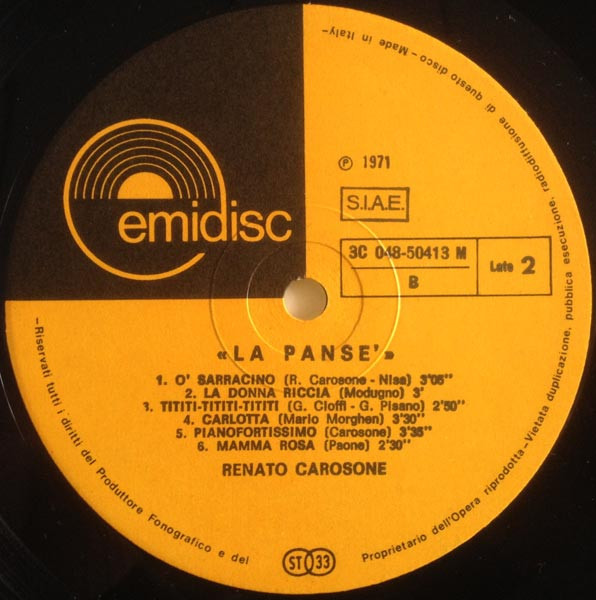 emidisc
℗ 1971
S.I.A.E.
3C 048-50413 M
B
Lato 2
«LA PANSE'»
1. O' SARRACINO (R. Carosone - Nisa) 3'05''
2. LA DONNA RICCIA (Modugno) 3'
3. TITITI-TITITI-TITITI (G. Cioffi - G. Pisano) 2'50''
4. CARLOTTA (Mario Morghen) 3'30''
5. PIANOFORTISSIMO (Carosone) 3'35''
6. MAMMA ROSA (Paone) 2'30''
RENATO CAROSONE
ST 33
-Riservati tutti i diritti del Produttore Fonografico e del Proprietario dell'Opera riprodotta-Vietata duplicazione, pubblica esecuzione, radiodiffusione di questo disco-Made in Italy-